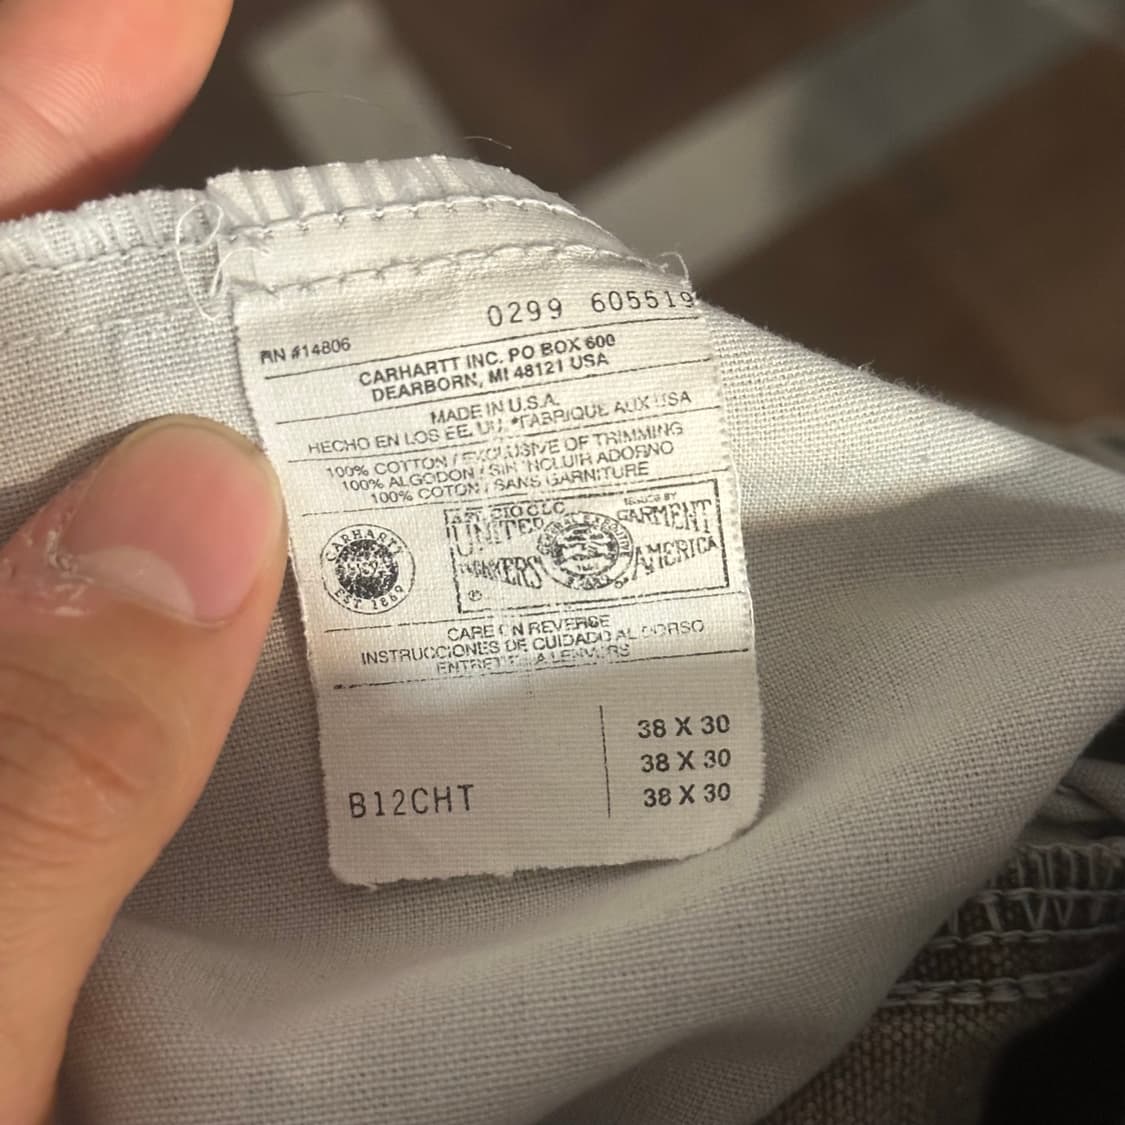 0299 605519
RN #14806
CARHARTT INC. PO BOX 600
DEARBORN, MI 48121 USA
MADE IN U.S.A.
HECHO EN LOS EE. UU. *FABRIQUE AUX USA
100% COTTON / EXCLUSIVE OF TRIMMING
100% ALGODON / SIN INCLUIR ADORNO
100% COTON / SANS GARNITURE
CARHARTT
EST 1889
UNITED
GARMENT
WORKERS
AMERICA
CARE ON REVERSE
INSTRUCCIONES DE CUIDADO AL DORSO
38 X 30
38 X 30
B12CHT
38 X 30